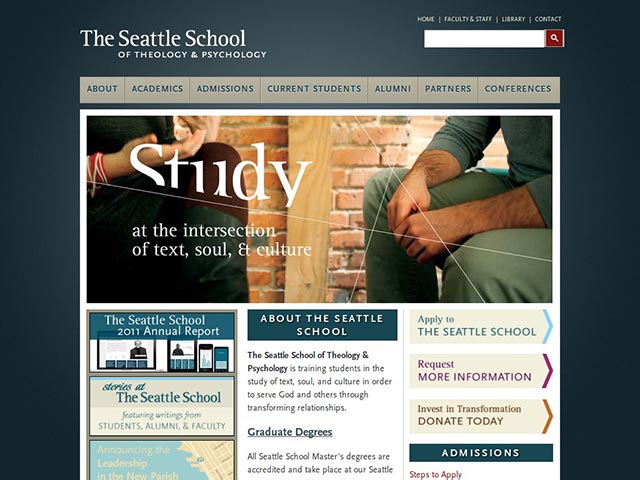 HOME | FACULTY & STAFF | LIBRARY | CONTACT
The Seattle School
OF THEOLOGY & PSYCHOLOGY
ABOUT ACADEMICS ADMISSIONS CURRENT STUDENTS ALUMNI PARTNERS CONFERENCES
Study
at the intersection
of text, soul, & culture
The Seattle School
2011 Annual Report
stories at
The Seattle School
featuring writings from
STUDENTS, ALUMNI, & FACULTY
Announcing the
Leadership
in the New Parish
ABOUT THE SEATTLE
SCHOOL
The Seattle School of Theology &
Psychology is training students in the
study of text, soul, and culture in order
to serve God and others through
transforming relationships.
Graduate Degrees
All Seattle School Master's degrees are
accredited and take place at our Seattle
Apply to
THE SEATTLE SCHOOL
Request
MORE INFORMATION
Invest in Transformation
DONATE TODAY
ADMISSIONS
Steps to Apply